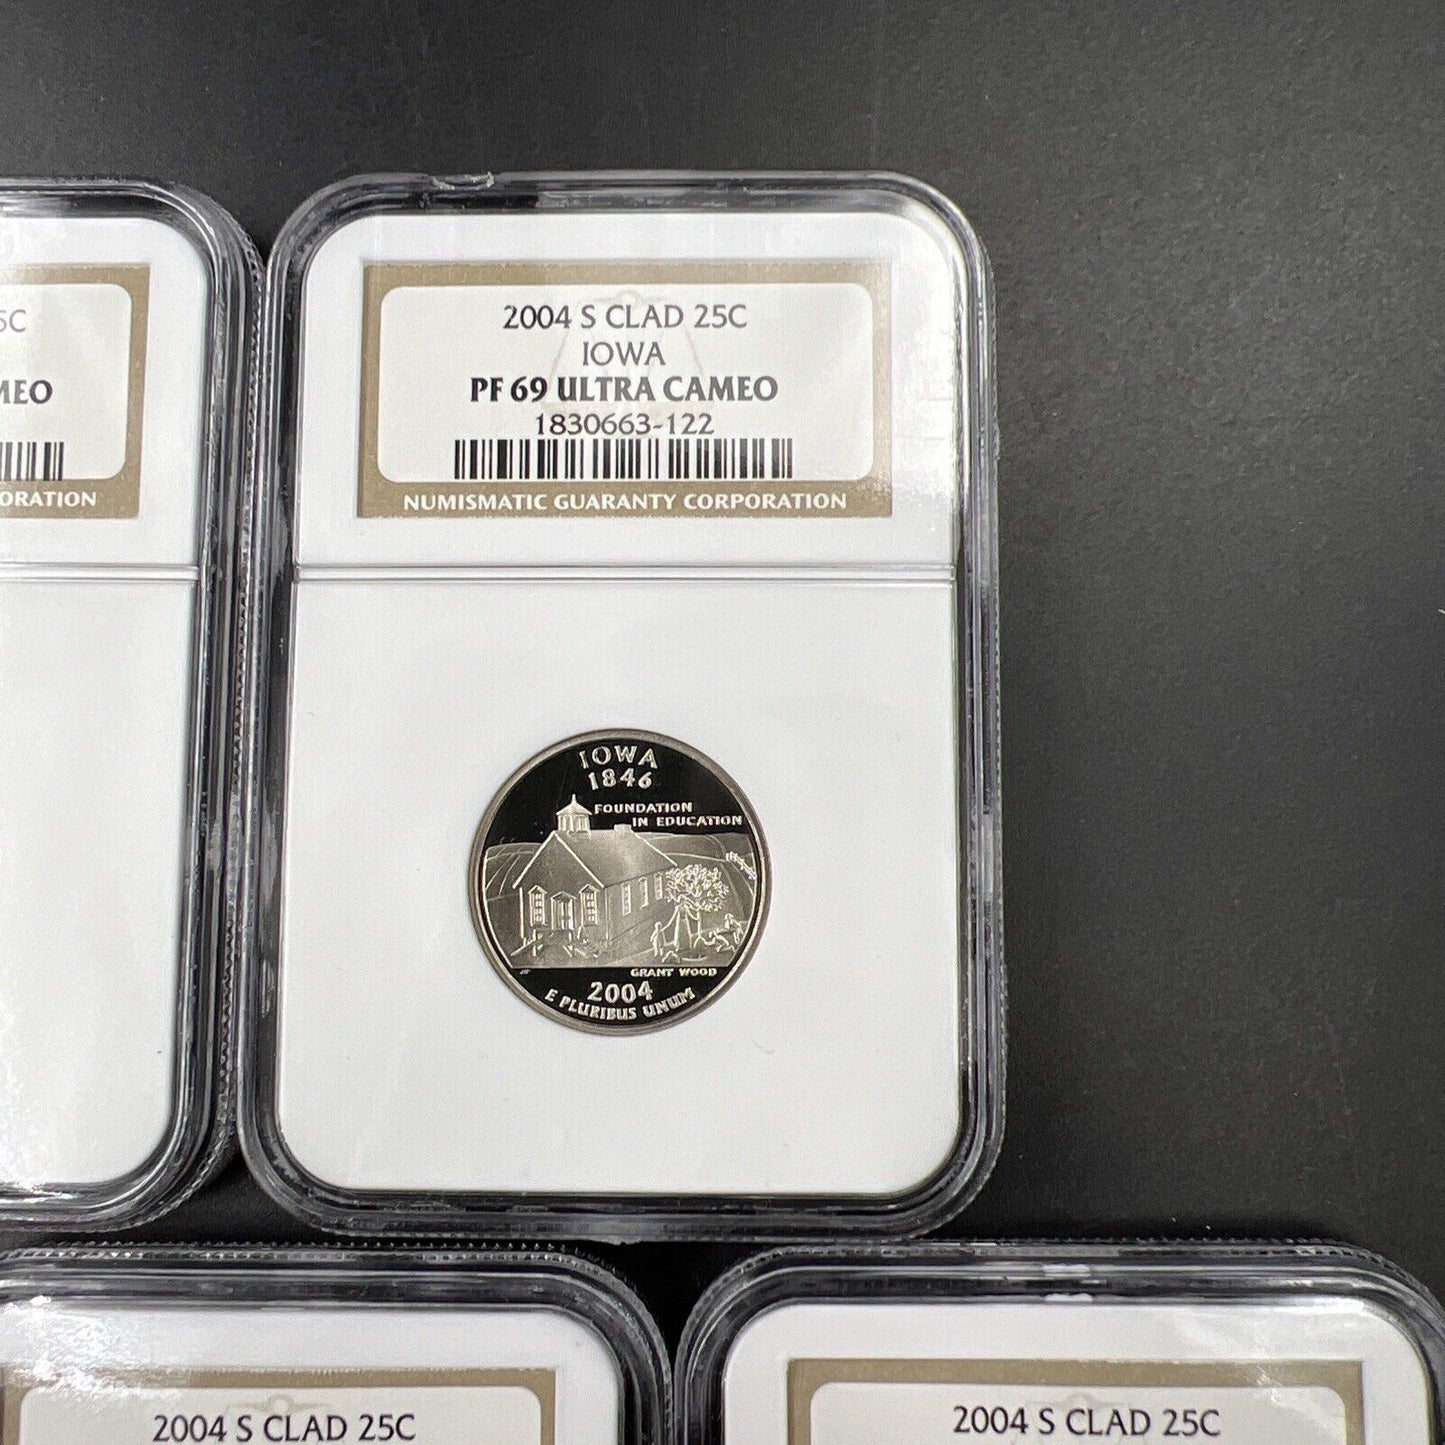 2004 S CLAD 25C
IOWA
PF 69 ULTRA CAMEO
1830663-122
NUMISMATIC GUARANTY CORPORATION
IOWA
1846
FOUNDATION
IN EDUCATION
GRANT WOOD
2004
E PLURIBUS UNUM
5C
MEO
ORATION
2004 S CLAD 25C
2004 S CLAD 25C